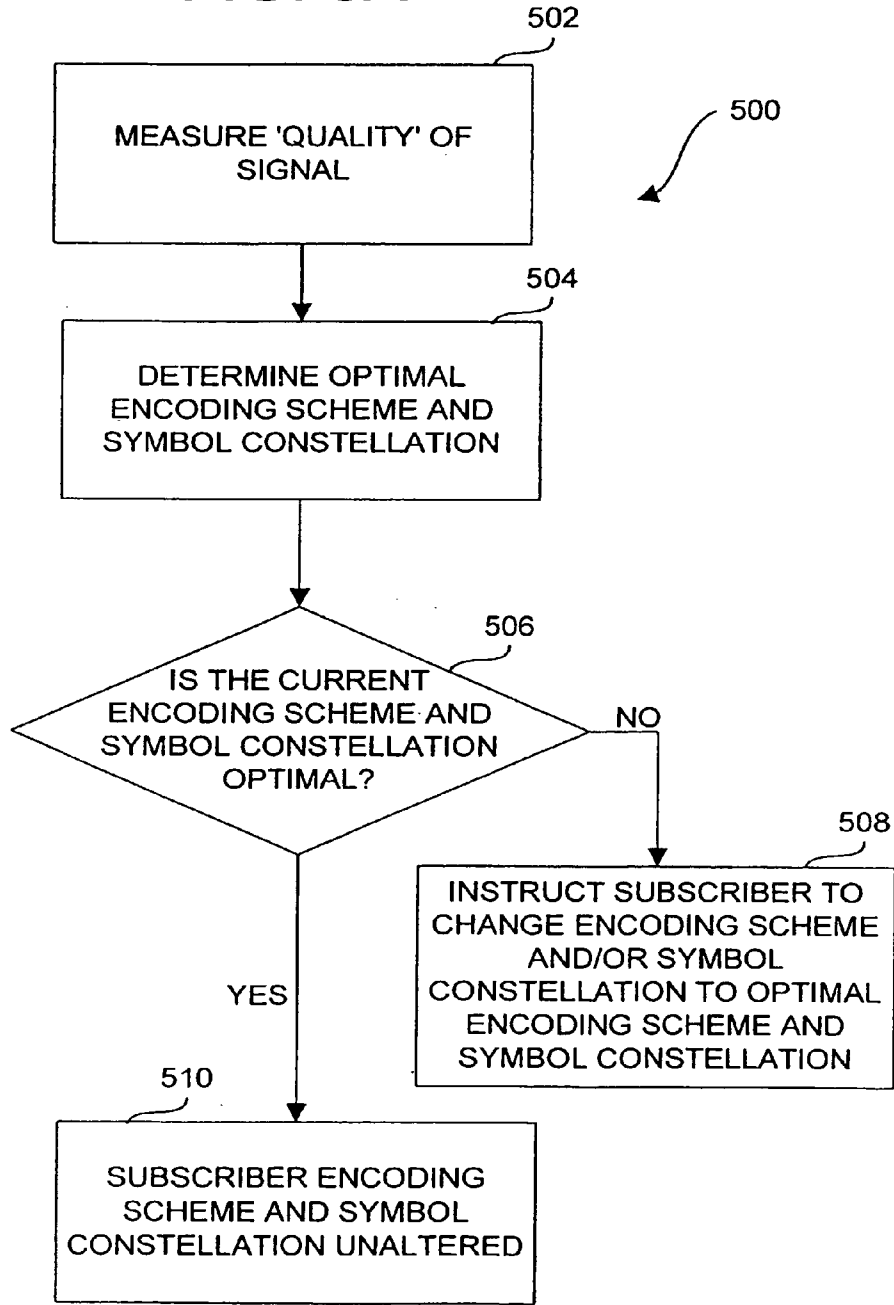 502
500
MEASURE 'QUALITY' OF
SIGNAL
504
DETERMINE OPTIMAL
ENCODING SCHEME AND
SYMBOL CONSTELLATION
506
IS THE CURRENT
ENCODING SCHEME AND
SYMBOL CONSTELLATION
OPTIMAL?
NO
508
INSTRUCT SUBSCRIBER TO
CHANGE ENCODING SCHEME
AND/OR SYMBOL
CONSTELLATION TO OPTIMAL
ENCODING SCHEME AND
SYMBOL CONSTELLATION
YES
510
SUBSCRIBER ENCODING
SCHEME AND SYMBOL
CONSTELLATION UNALTERED